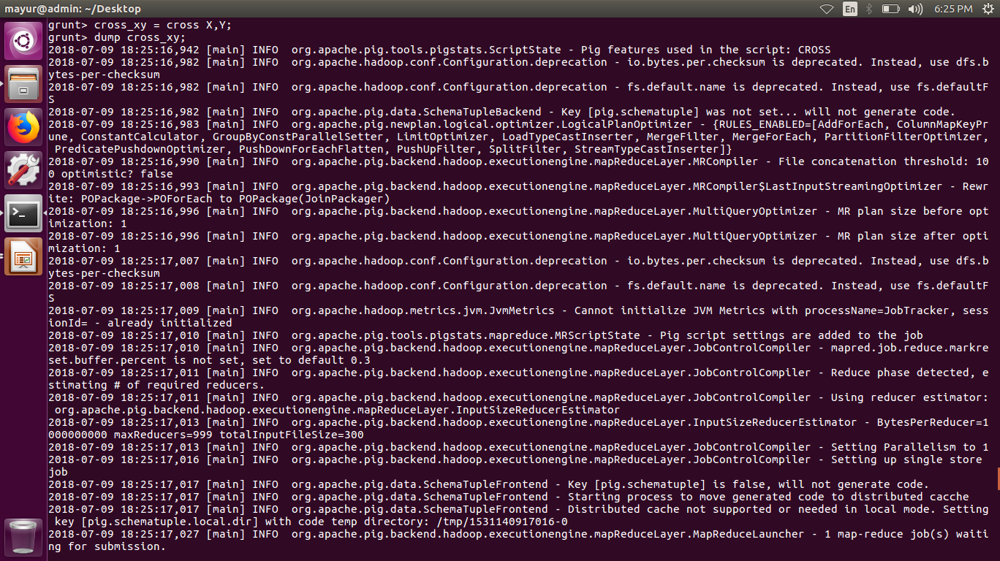 mayur@admin: ~/Desktop
En
6:25 PM
grunt> cross_xy = cross X,Y;
grunt> dump cross_xy;
2018-07-09 18:25:16,942 [main] INFO  org.apache.pig.tools.pigstats.ScriptState - Pig features used in the script: CROSS
2018-07-09 18:25:16,982 [main] INFO  org.apache.hadoop.conf.Configuration.deprecation - io.bytes.per.checksum is deprecated. Instead, use dfs.b
ytes-per-checksum
2018-07-09 18:25:16,982 [main] INFO  org.apache.hadoop.conf.Configuration.deprecation - fs.default.name is deprecated. Instead, use fs.defaultF
S
2018-07-09 18:25:16,982 [main] INFO  org.apache.pig.data.SchemaTupleBackend - Key [pig.schematuple] was not set... will not generate code.
2018-07-09 18:25:16,983 [main] INFO  org.apache.pig.newplan.logical.optimizer.LogicalPlanOptimizer - {RULES_ENABLED=[AddForEach, ColumnMapKeyPr
une, ConstantCalculator, GroupByConstParallelSetter, LimitOptimizer, LoadTypeCastInserter, MergeFilter, MergeForEach, PartitionFilterOptimizer,
 PredicatePushdownOptimizer, PushDownForEachFlatten, PushUpFilter, SplitFilter, StreamTypeCastInserter]}
2018-07-09 18:25:16,990 [main] INFO  org.apache.pig.backend.hadoop.executionengine.mapReduceLayer.MRCompiler - File concatenation threshold: 10
0 optimistic? false
2018-07-09 18:25:16,993 [main] INFO  org.apache.pig.backend.hadoop.executionengine.mapReduceLayer.MRCompiler$LastInputStreamingOptimizer - Rewr
ite: POPackage->POForEach to POPackage(JoinPackager)
2018-07-09 18:25:16,996 [main] INFO  org.apache.pig.backend.hadoop.executionengine.mapReduceLayer.MultiQueryOptimizer - MR plan size before opt
imization: 1
2018-07-09 18:25:16,996 [main] INFO  org.apache.pig.backend.hadoop.executionengine.mapReduceLayer.MultiQueryOptimizer - MR plan size after opti
mization: 1
2018-07-09 18:25:17,007 [main] INFO  org.apache.hadoop.conf.Configuration.deprecation - io.bytes.per.checksum is deprecated. Instead, use dfs.b
ytes-per-checksum
2018-07-09 18:25:17,008 [main] INFO  org.apache.hadoop.conf.Configuration.deprecation - fs.default.name is deprecated. Instead, use fs.defaultF
S
2018-07-09 18:25:17,009 [main] INFO  org.apache.hadoop.metrics.jvm.JvmMetrics - Cannot initialize JVM Metrics with processName=JobTracker, sess
ionId= - already initialized
2018-07-09 18:25:17,010 [main] INFO  org.apache.pig.tools.pigstats.mapreduce.MRScriptState - Pig script settings are added to the job
2018-07-09 18:25:17,010 [main] INFO  org.apache.pig.backend.hadoop.executionengine.mapReduceLayer.JobControlCompiler - mapred.job.reduce.markre
set.buffer.percent is not set, set to default 0.3
2018-07-09 18:25:17,011 [main] INFO  org.apache.pig.backend.hadoop.executionengine.mapReduceLayer.JobControlCompiler - Reduce phase detected, e
stimating # of required reducers.
2018-07-09 18:25:17,011 [main] INFO  org.apache.pig.backend.hadoop.executionengine.mapReduceLayer.JobControlCompiler - Using reducer estimator:
 org.apache.pig.backend.hadoop.executionengine.mapReduceLayer.InputSizeReducerEstimator
2018-07-09 18:25:17,013 [main] INFO  org.apache.pig.backend.hadoop.executionengine.mapReduceLayer.InputSizeReducerEstimator - BytesPerReducer=1
000000000 maxReducers=999 totalInputFileSize=300
2018-07-09 18:25:17,013 [main] INFO  org.apache.pig.backend.hadoop.executionengine.mapReduceLayer.JobControlCompiler - Setting Parallelism to 1
2018-07-09 18:25:17,016 [main] INFO  org.apache.pig.backend.hadoop.executionengine.mapReduceLayer.JobControlCompiler - Setting up single store
job
2018-07-09 18:25:17,017 [main] INFO  org.apache.pig.data.SchemaTupleFrontend - Key [pig.schematuple] is false, will not generate code.
2018-07-09 18:25:17,017 [main] INFO  org.apache.pig.data.SchemaTupleFrontend - Starting process to move generated code to distributed cacche
2018-07-09 18:25:17,017 [main] INFO  org.apache.pig.data.SchemaTupleFrontend - Distributed cache not supported or needed in local mode. Setting
 key [pig.schematuple.local.dir] with code temp directory: /tmp/1531140917016-0
2018-07-09 18:25:17,027 [main] INFO  org.apache.pig.backend.hadoop.executionengine.mapReduceLayer.MapReduceLauncher - 1 map-reduce job(s) waiti
ng for submission.